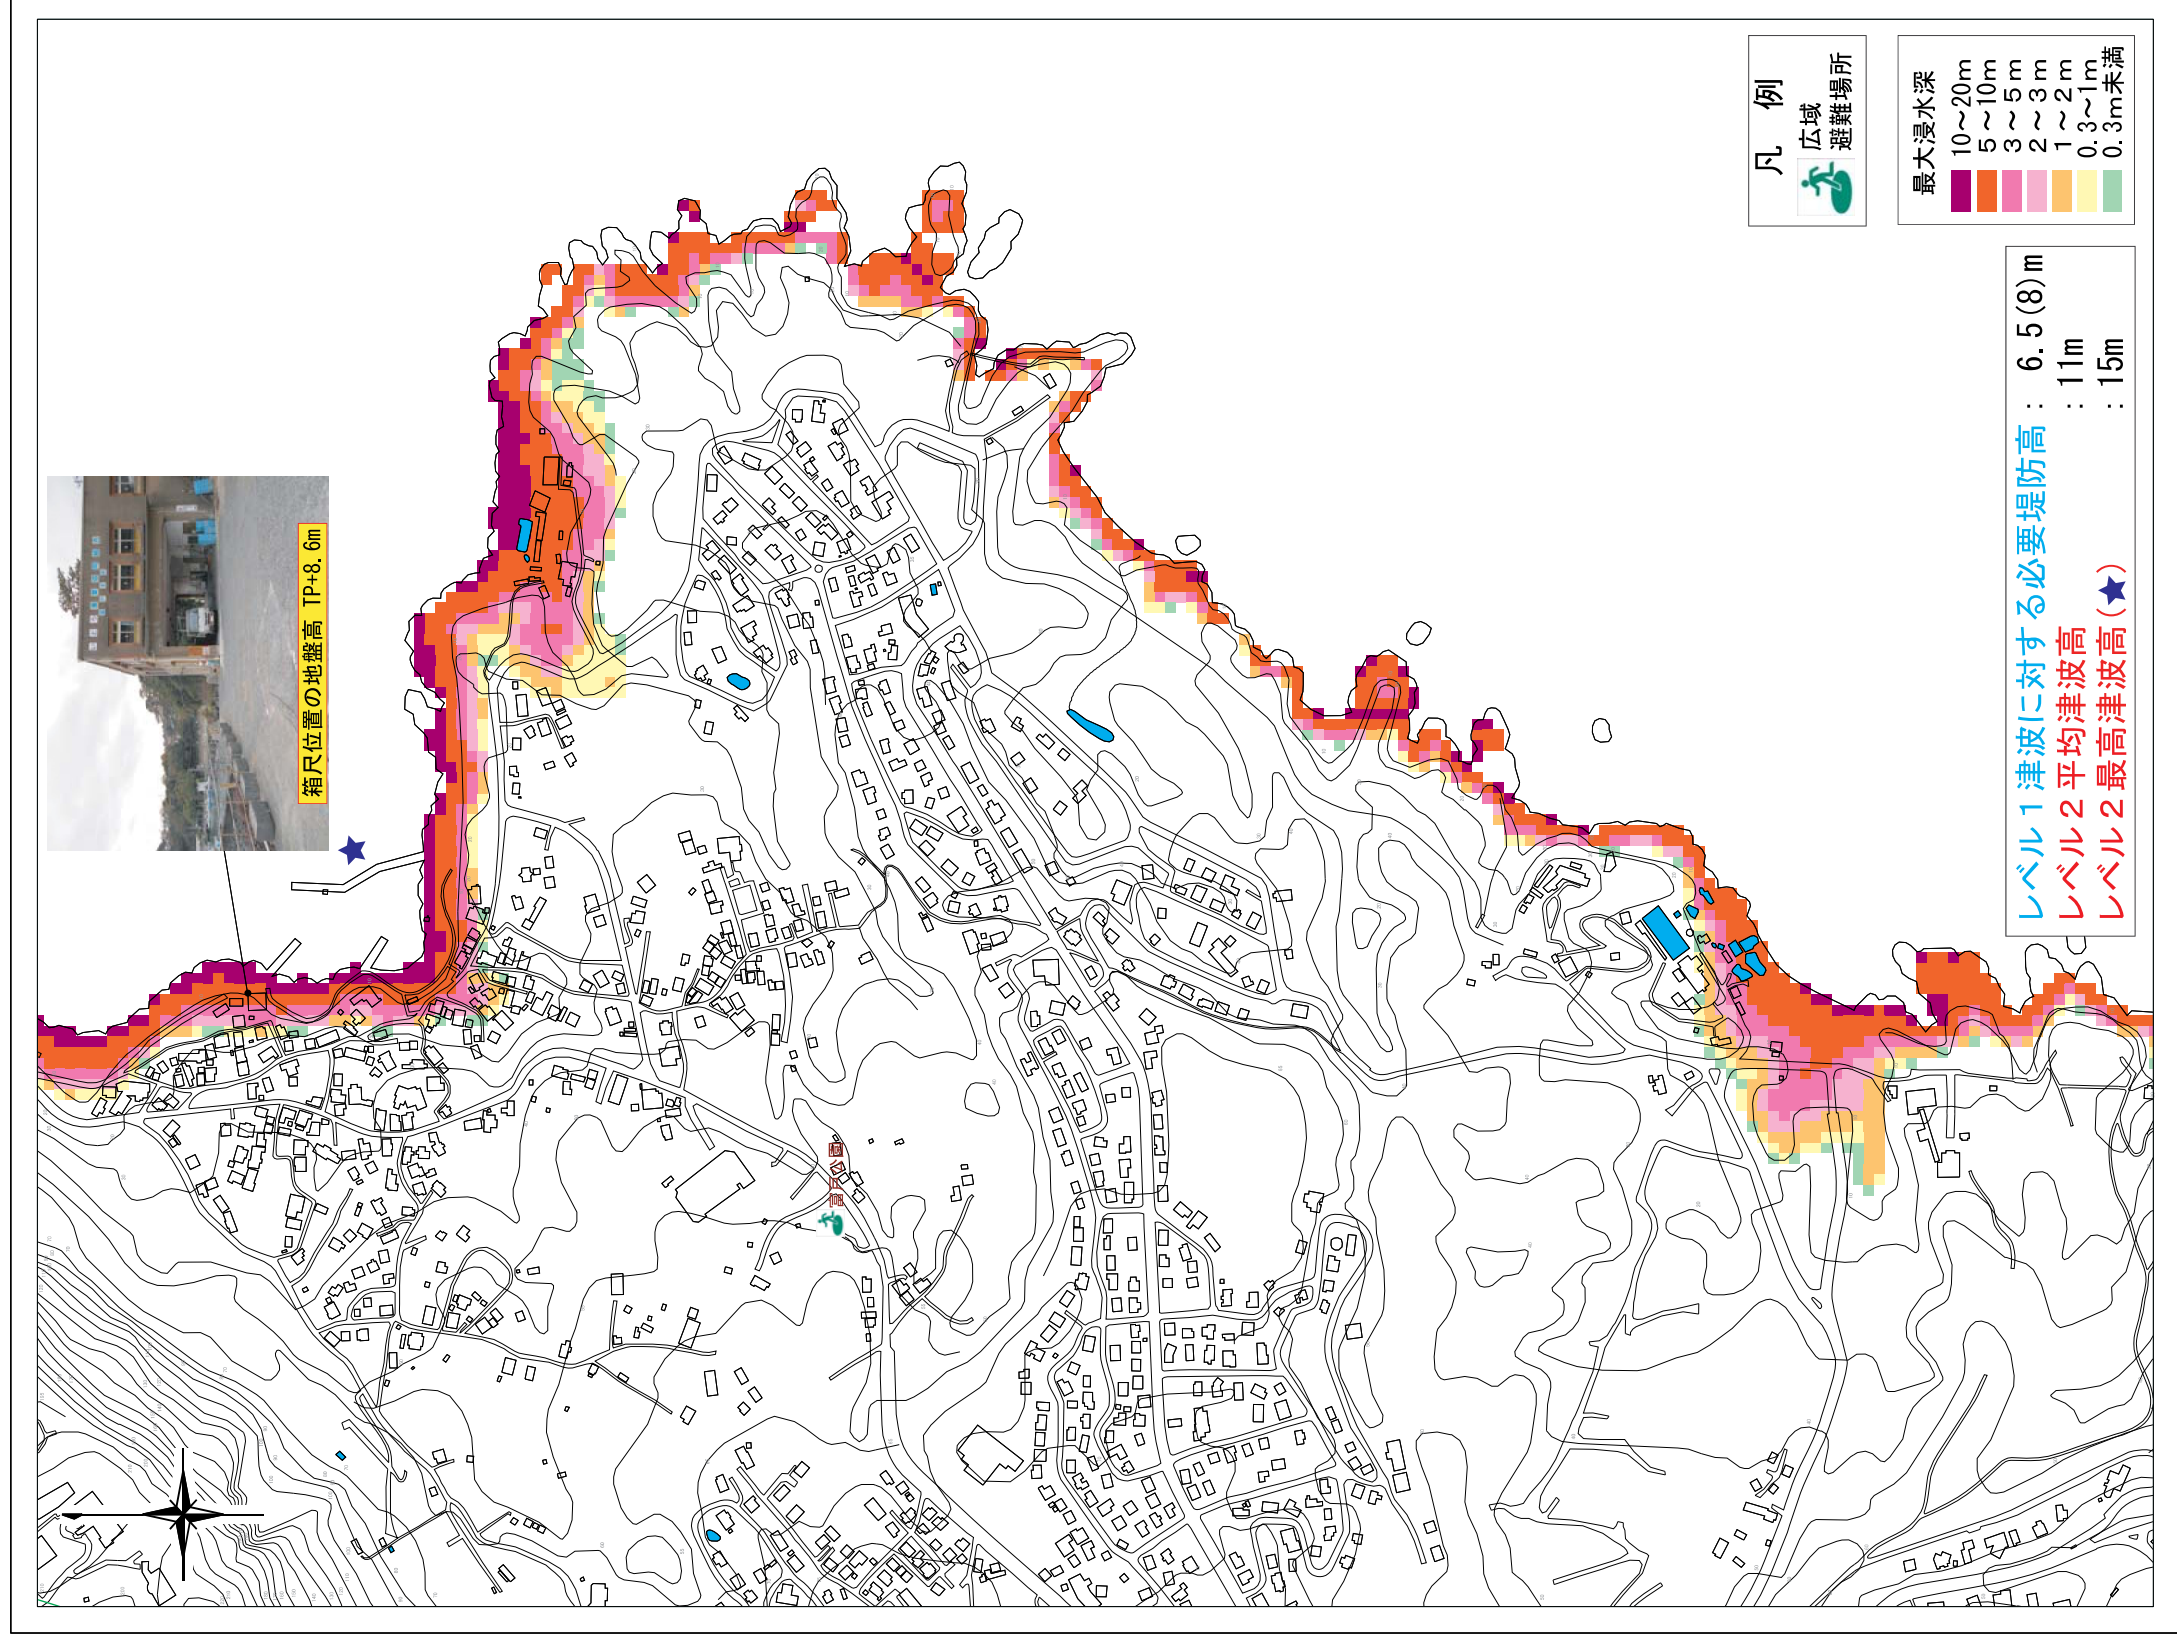 箱尺位置の地盤高 TP+8.6m
凡 例
広域
避難場所
最大浸水深
10～20m
5～10m
3～5m
2～3m
1～2m
0.3～1m
0.3m未満
レベル1津波に対する必要堤防高 : 6.5(8)m
レベル2平均津波高 : 11m
レベル2最高津波高(★) : 15m
高戸公園